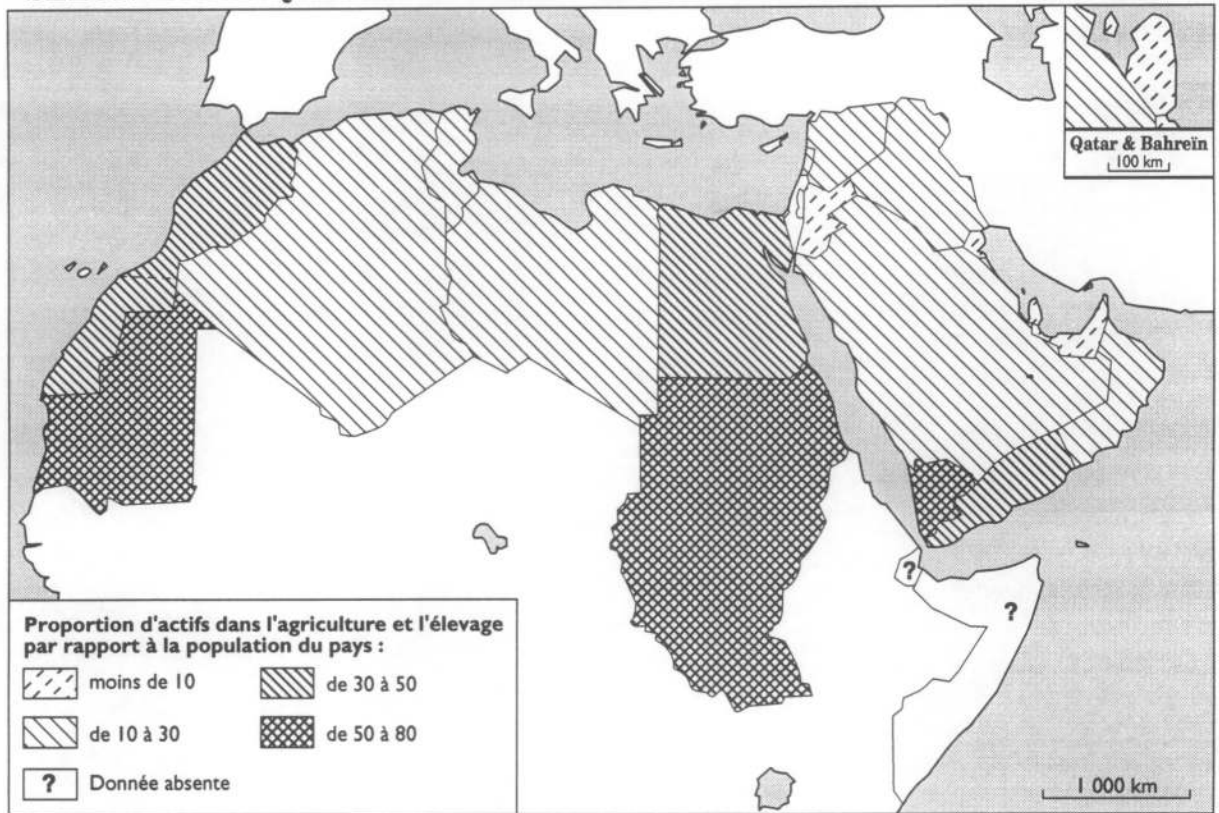 Qatar & Bahreïn
100 km
?
?
Proportion d'actifs dans l'agriculture et l'élevage
par rapport à la population du pays :
moins de 10
de 30 à 50
de 10 à 30
de 50 à 80
? Donnée absente
1 000 km